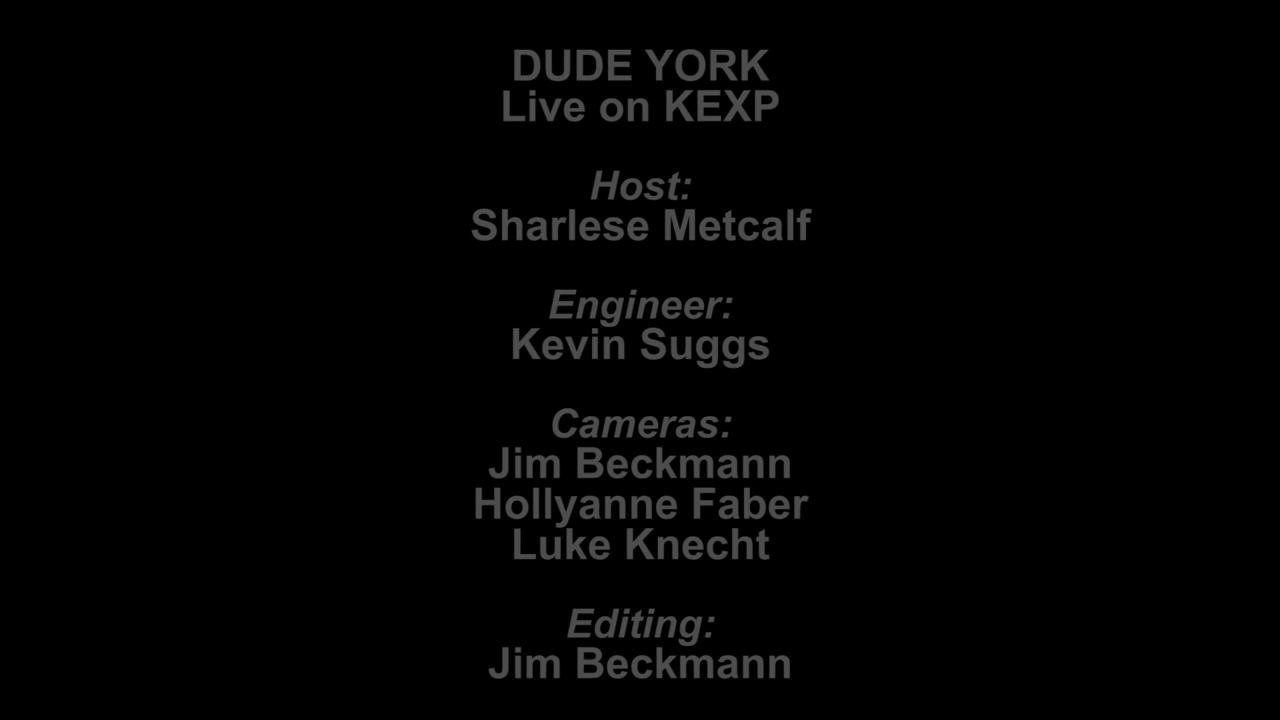 DUDE YORK
Live on KEXP
Host:
Sharlese Metcalf
Engineer:
Kevin Suggs
Cameras:
Jim Beckmann
Hollyanne Faber
Luke Knecht
Editing:
Jim Beckmann